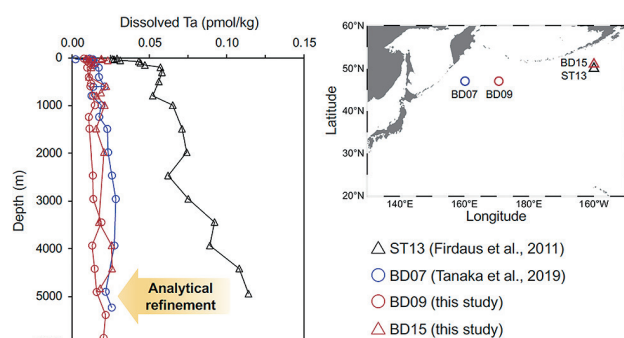 Dissolved Ta (pmol/kg)
0.00 0.05 0.10 0.15
0
1000
2000
3000
4000
5000
Depth (m)
Analytical
refinement
60°N
50°N
40°N
30°N
20°N
Latitude
BD07 BD09
BD15
ST13
140°E 160°E 180°E 160°W
Longitude
ST13 (Firdaus et al., 2011)
BD07 (Tanaka et al., 2019)
BD09 (this study)
BD15 (this study)